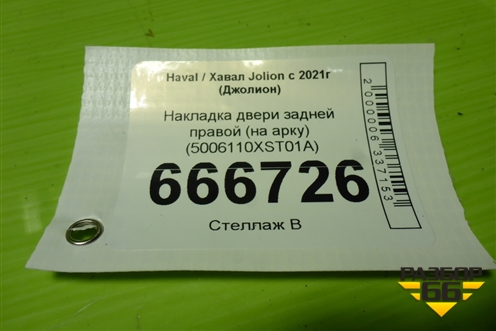 Haval / Хавал Jolion с 2021г
(Джолион)
Накладка двери задней
правой (на арку)
(5006110XST01A)
666726
Стеллаж В
2000006337153
РАЗБОР
66